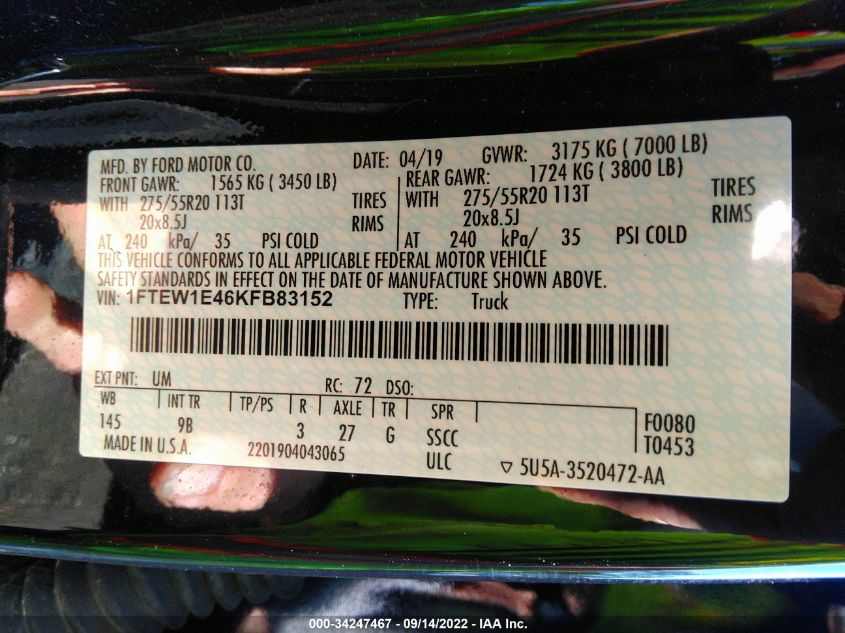 MFD. BY FORD MOTOR CO. DATE: 04/19 GVWR: 3175 KG ( 7000 LB)
FRONT GAWR: 1565 KG ( 3450 LB) REAR GAWR: 1724 KG ( 3800 LB)
WITH 275/55R20 113T TIRES WITH 275/55R20 113T TIRES
20x8.5J RIMS 20x8.5J RIMS
AT 240 kPa/ 35 PSI COLD AT 240 kPa/ 35 PSI COLD
THIS VEHICLE CONFORMS TO ALL APPLICABLE FEDERAL MOTOR VEHICLE
SAFETY STANDARDS IN EFFECT ON THE DATE OF MANUFACTURE SHOWN ABOVE.
VIN: 1FTEW1E46KFB83152 TYPE: Truck
EXT PNT: UM RC: 72 DSO:
WB INT TR TP/PS R AXLE TR SPR F0080
145 9B 3 27 G SSCC T0453
MADE IN U.S.A. 2201904043065 ULC ▽ 5U5A-3520472-AA
000-34247467 - 09/14/2022 - IAA Inc.